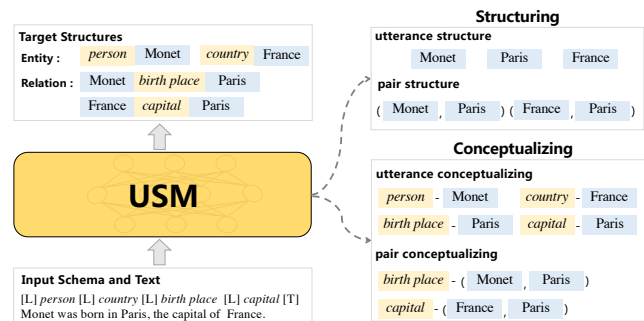 Target Structures
Entity : person Monet country France
Relation : Monet birth place Paris
France capital Paris
USM
Input Schema and Text
[L] person [L] country [L] birth place [L] capital [T]
Monet was born in Paris, the capital of France.
Structuring
utterance structure
Monet Paris France
pair structure
( Monet , Paris ) ( France , Paris )
Conceptualizing
utterance conceptualizing
person - Monet country - France
birth place - Paris capital - Paris
pair conceptualizing
birth place - ( Monet , Paris )
capital - ( France , Paris )